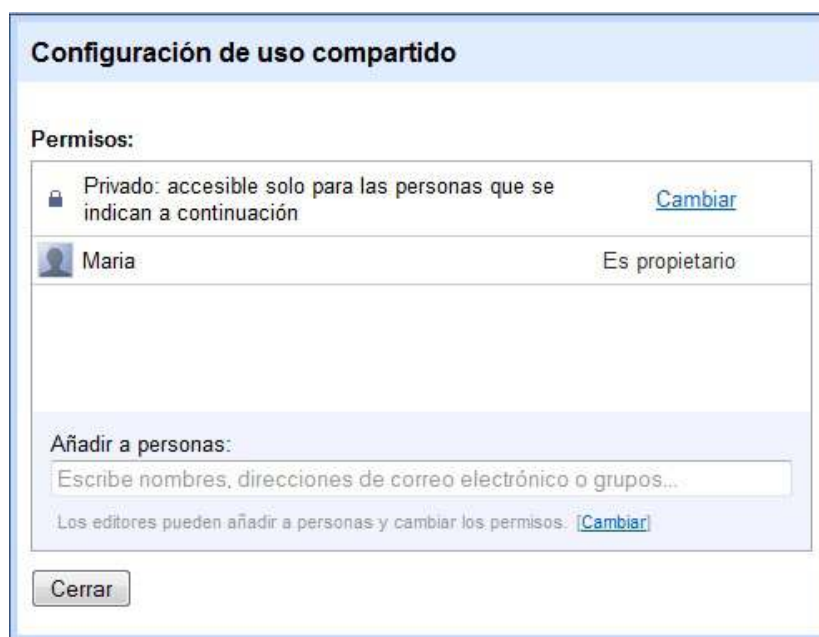 Configuración de uso compartido
Permisos:
Privado: accesible solo para las personas que se
indican a continuación
Cambiar
Maria
Es propietario
Añadir a personas:
Escribe nombres, direcciones de correo electrónico o grupos...
Los editores pueden añadir a personas y cambiar los permisos. [Cambiar]
Cerrar